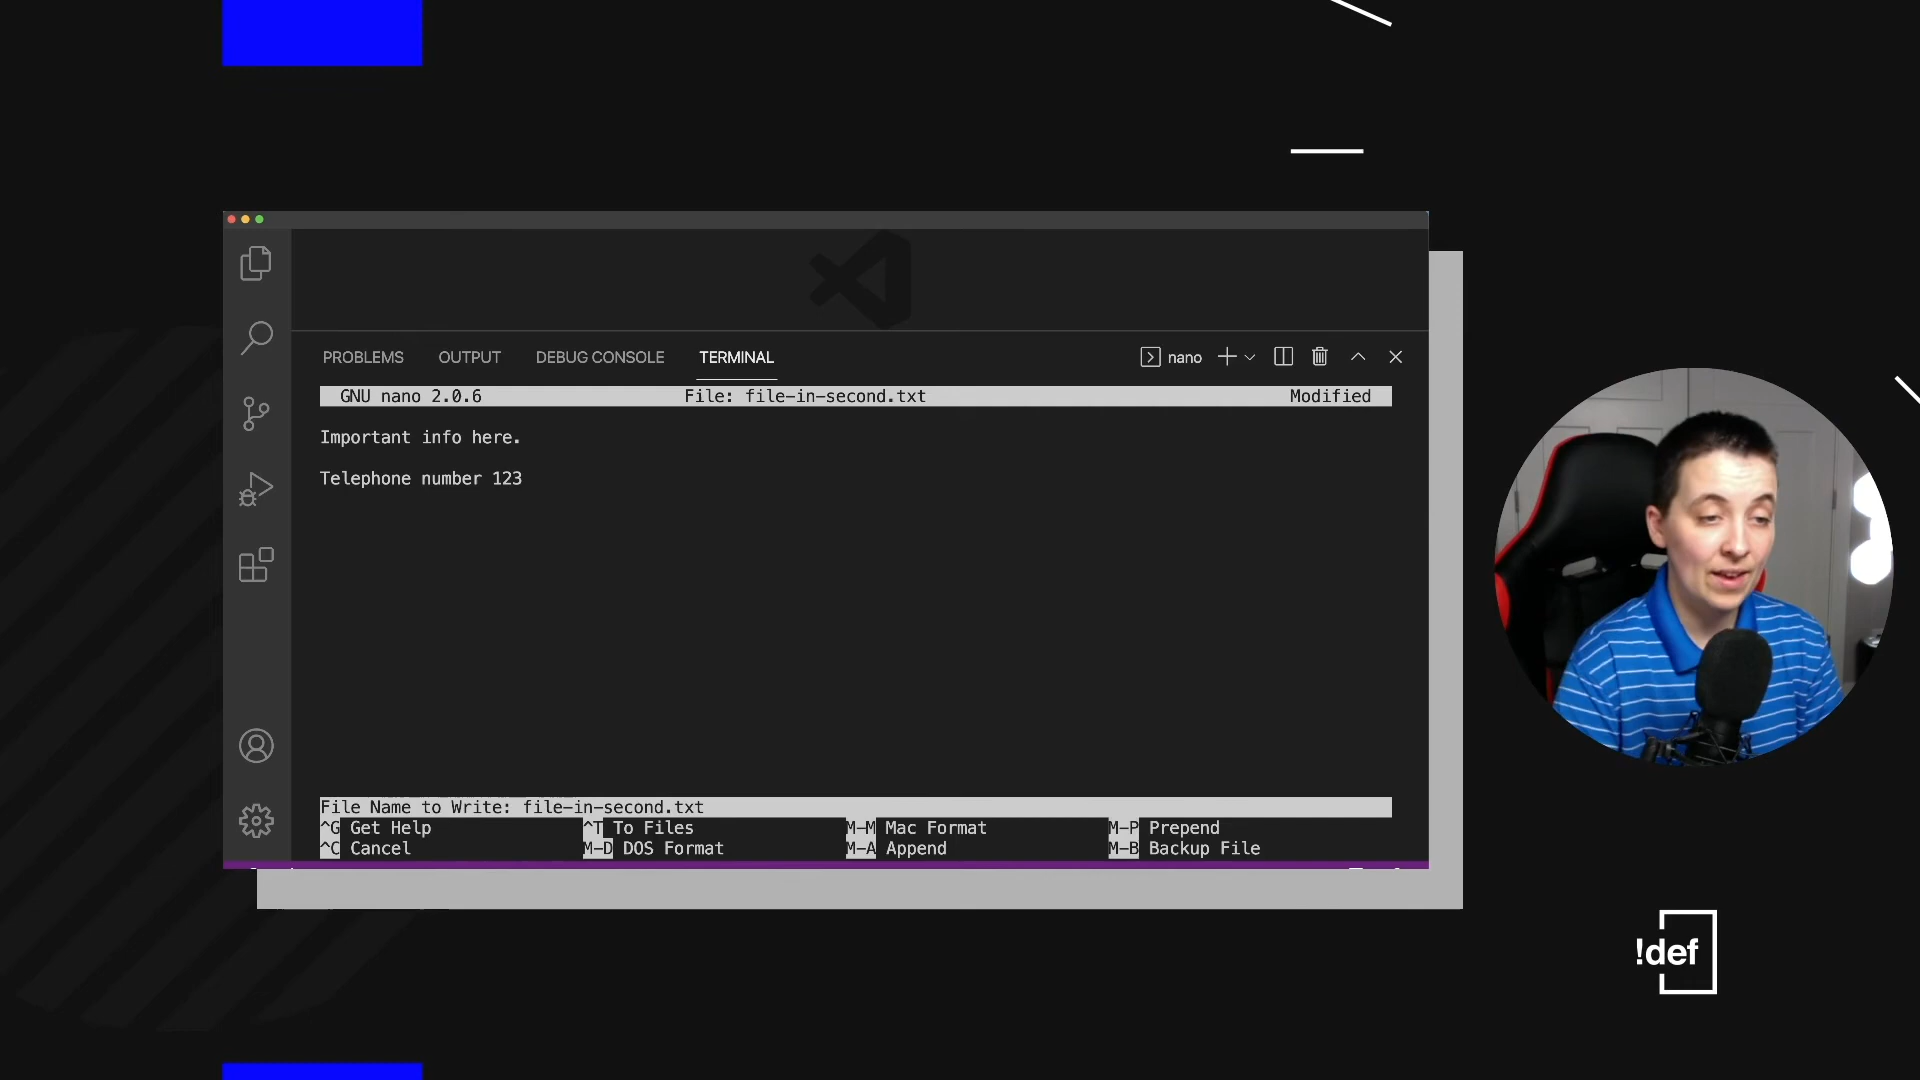 PROBLEMS OUTPUT DEBUG CONSOLE TERMINAL nano
GNU nano 2.0.6 File: file-in-second.txt Modified
Important info here.
Telephone number 123
File Name to Write: file-in-second.txt
^G Get Help ^T To Files M-M Mac Format M-P Prepend
^C Cancel M-D DOS Format M-A Append M-B Backup File
!def